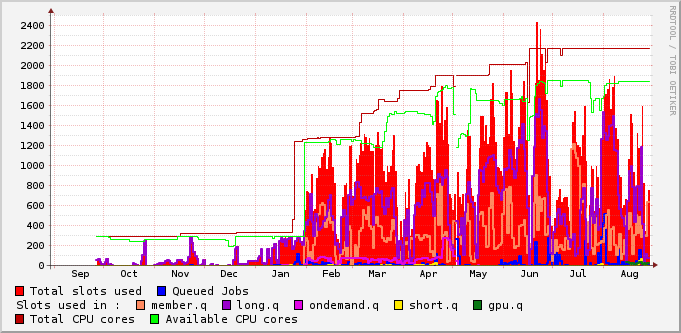 RRDTOOL / TOBI OETIKER
2400
2200
2000
1800
1600
1400
1200
1000
800
600
400
200
0
Sep Oct Nov Dec Jan Feb Mar Apr May Jun Jul Aug
Total slots used Queued Jobs
Slots used in : member.q long.q ondemand.q short.q gpu.q
Total CPU cores Available CPU cores